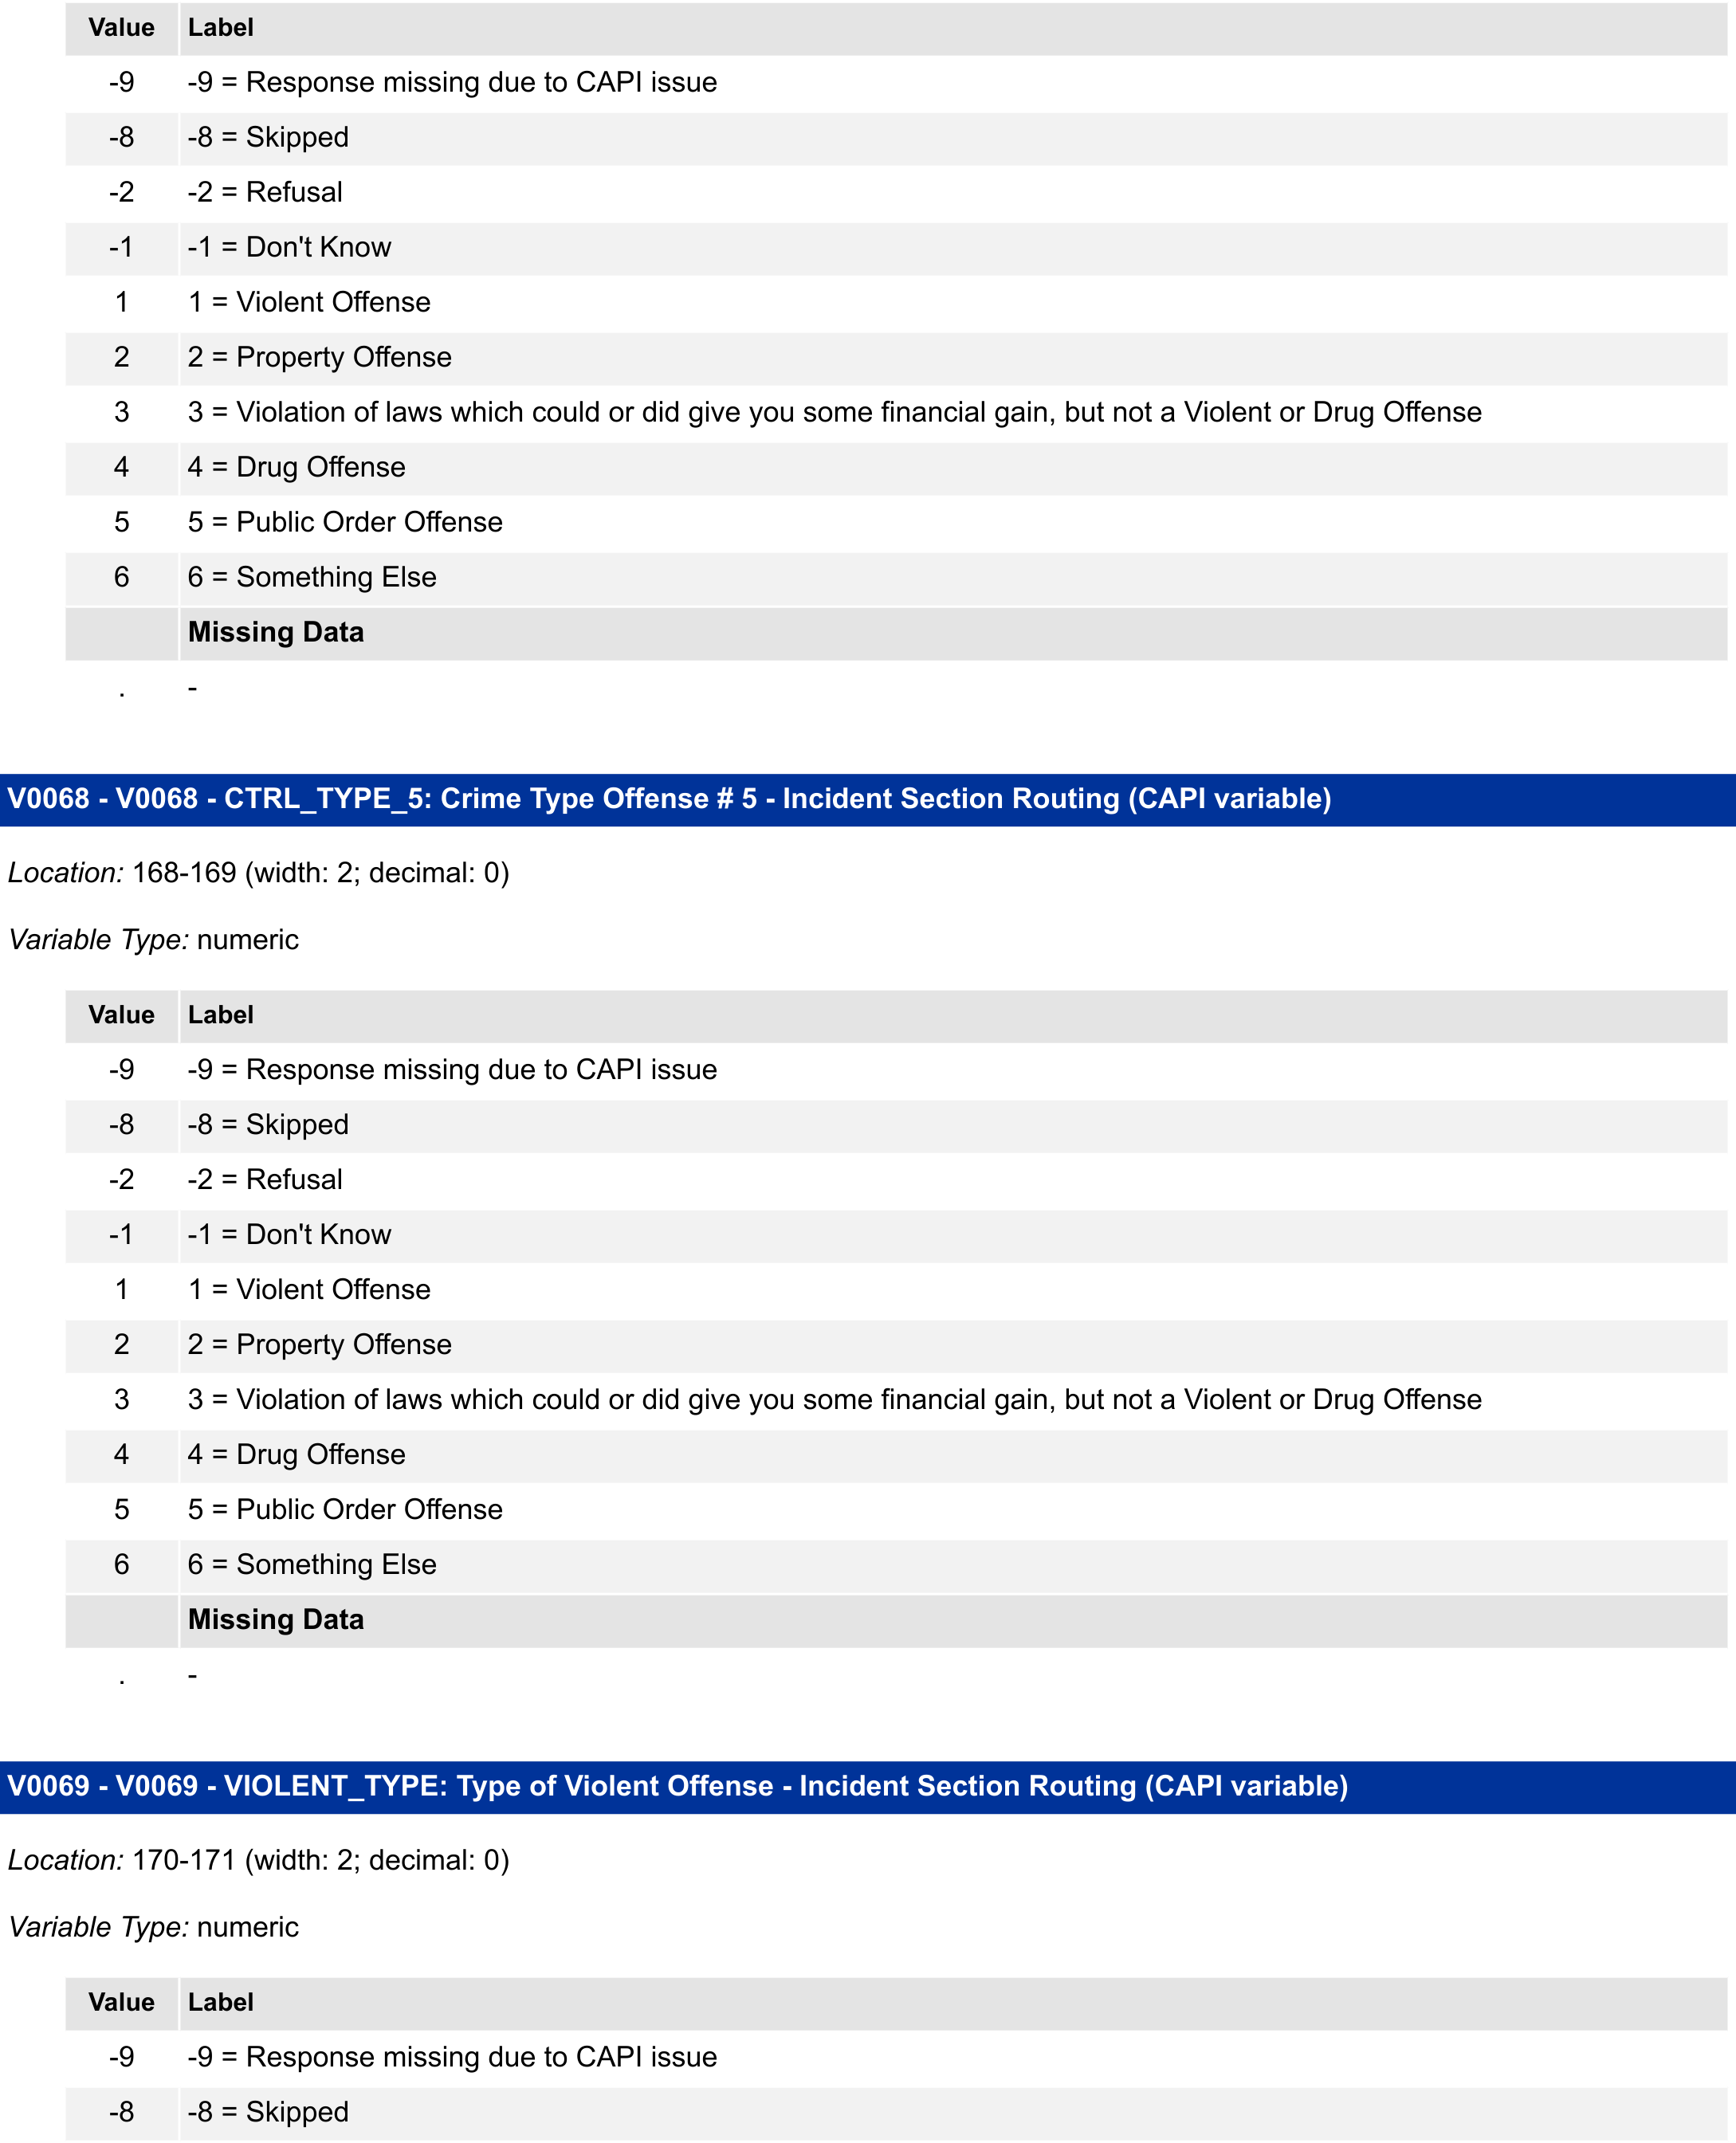 Value Label
-9 -9 = Response missing due to CAPI issue
-8 -8 = Skipped
-2 -2 = Refusal
-1 -1 = Don't Know
1 1 = Violent Offense
2 2 = Property Offense
3 3 = Violation of laws which could or did give you some financial gain, but not a Violent or Drug Offense
4 4 = Drug Offense
5 5 = Public Order Offense
6 6 = Something Else
Missing Data
. -
V0068 - V0068 - CTRL_TYPE_5: Crime Type Offense # 5 - Incident Section Routing (CAPI variable)
Location: 168-169 (width: 2; decimal: 0)
Variable Type: numeric
Value Label
-9 -9 = Response missing due to CAPI issue
-8 -8 = Skipped
-2 -2 = Refusal
-1 -1 = Don't Know
1 1 = Violent Offense
2 2 = Property Offense
3 3 = Violation of laws which could or did give you some financial gain, but not a Violent or Drug Offense
4 4 = Drug Offense
5 5 = Public Order Offense
6 6 = Something Else
Missing Data
. -
V0069 - V0069 - VIOLENT_TYPE: Type of Violent Offense - Incident Section Routing (CAPI variable)
Location: 170-171 (width: 2; decimal: 0)
Variable Type: numeric
Value Label
-9 -9 = Response missing due to CAPI issue
-8 -8 = Skipped